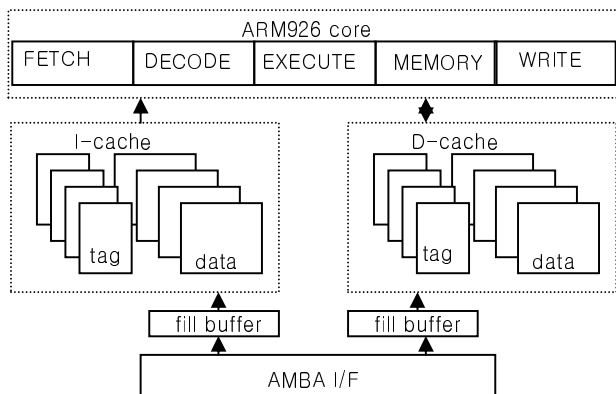 ARM926 core
FETCH DECODE EXECUTE MEMORY WRITE
I-cache D-cache
tag data tag data
fill buffer fill buffer
AMBA I/F